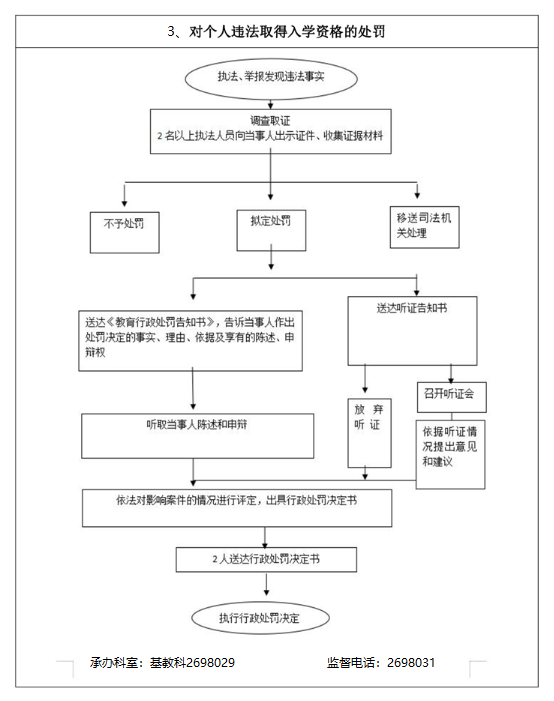 3、对个人违法取得入学资格的处罚
执法、举报发现违法事实
调查取证
2名以上执法人员向当事人出示证件、收集证据材料
不予处罚
拟定处罚
移送司法机
关处理
送达《教育行政处罚告知书》，告诉当事人作出
处罚决定的事实、理由、依据及享有的陈述、申
辩权
送达听证告知书
放弃
听证
召开听证会
听取当事人陈述和申辩
依据听证情
况提出意见
和建议
依法对影响案件的情况进行评定，出具行政处罚决定书
2人送达行政处罚决定书
执行行政处罚决定
承办科室：基教科2698029 监督电话：2698031